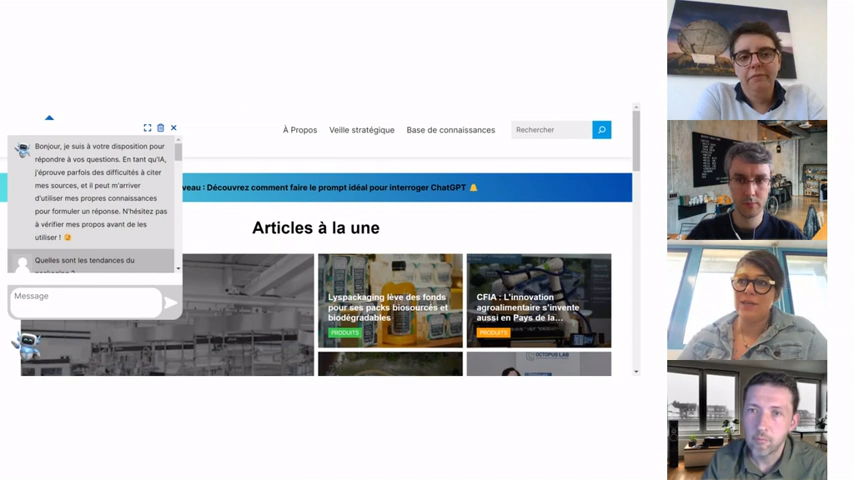 À Propos
Veille stratégique
Base de connaissances
Rechercher
Bonjour, je suis à votre disposition pour
répondre à vos questions. En tant qu'IA,
j'éprouve parfois des difficultés à citer
mes sources, et il peut m'arriver
d'utiliser mes propres connaissances
pour formuler un réponse. N'hésitez pas
à vérifier mes propos avant de les
utiliser !
Quelles sont les tendances du
packaging ?
Message
veau : Découvrez comment faire le prompt idéal pour interroger ChatGPT
Articles à la une
Lyspackaging lève des fonds
pour ses packs biosourcés et
biodégradables
PRODUITS
CFIA : L'innovation
agroalimentaire s'invente
aussi en Pays de la...
PRODUITS
OCTOPUS LAB